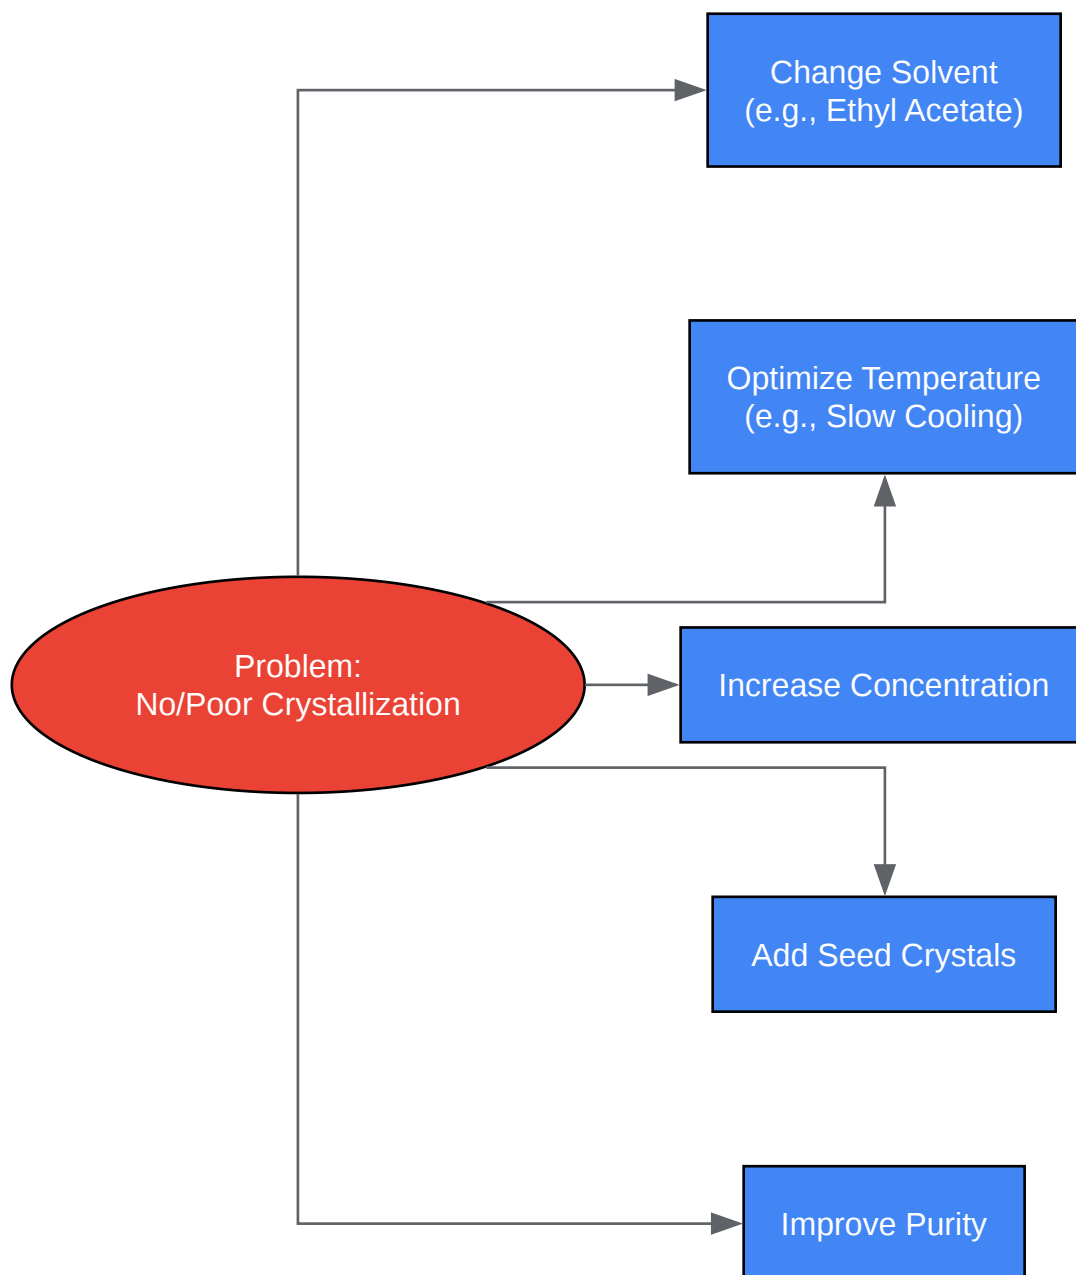 Change Solvent
(e.g., Ethyl Acetate)
Optimize Temperature
(e.g., Slow Cooling)
Problem:
No/Poor Crystallization
Increase Concentration
Add Seed Crystals
Improve Purity